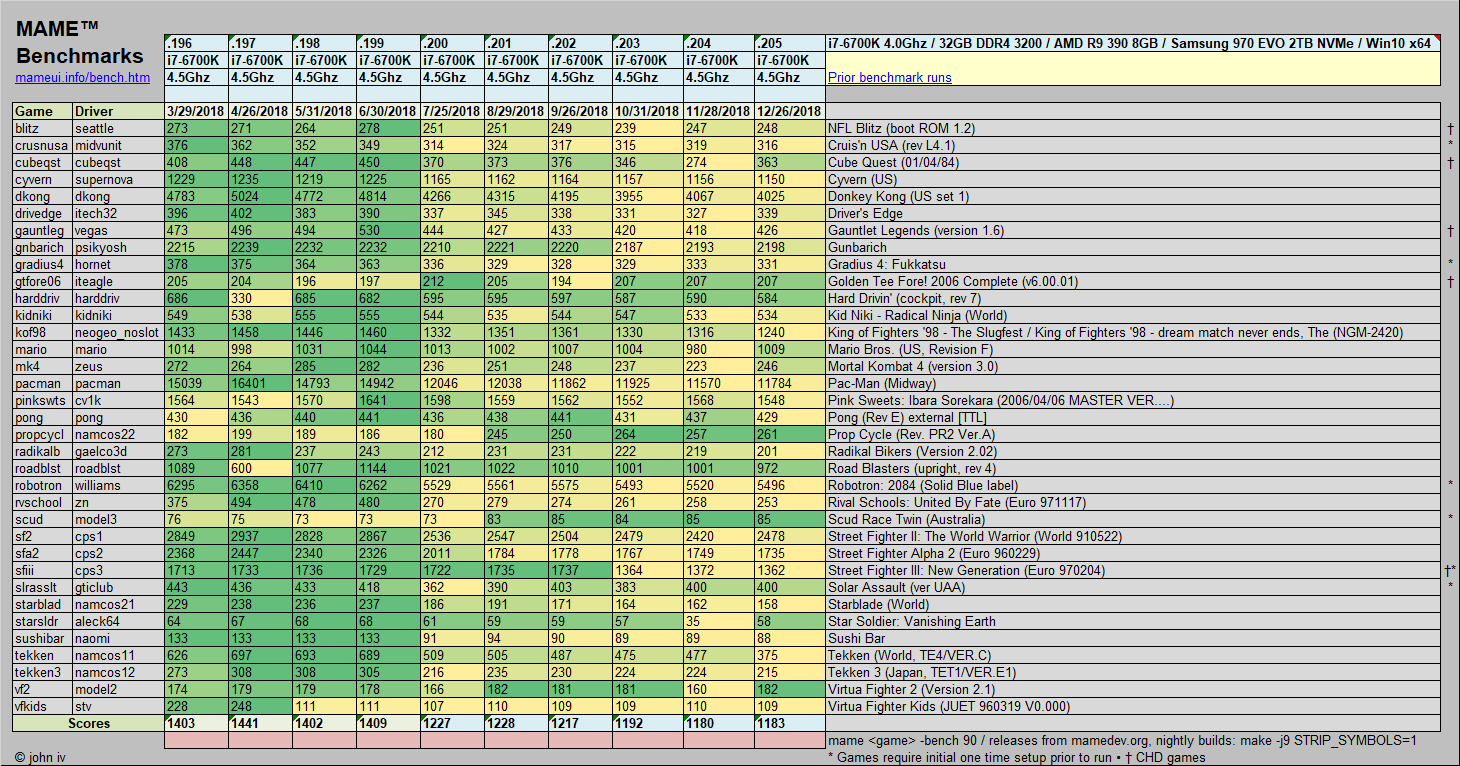 MAME™
Benchmarks
mameui.info/bench.htm
.196 .197 .198 .199 .200 .201 .202 .203 .204 .205 i7-6700K 4.0Ghz / 32GB DDR4 3200 / AMD R9 390 8GB / Samsung 970 EVO 2TB NVMe / Win10 x64
i7-6700K i7-6700K i7-6700K i7-6700K i7-6700K i7-6700K i7-6700K i7-6700K i7-6700K i7-6700K
4.5Ghz 4.5Ghz 4.5Ghz 4.5Ghz 4.5Ghz 4.5Ghz 4.5Ghz 4.5Ghz 4.5Ghz 4.5Ghz Prior benchmark runs
Game Driver 3/29/2018 4/26/2018 5/31/2018 6/30/2018 7/25/2018 8/29/2018 9/26/2018 10/31/2018 11/28/2018 12/26/2018
blitz seattle 273 271 264 278 251 251 249 239 247 248 NFL Blitz (boot ROM 1.2) †
crusnusa midvunit 376 362 352 349 314 324 317 315 319 316 Cruis'n USA (rev L4.1) *
cubeqst cubeqst 408 448 447 450 370 373 376 346 274 363 Cube Quest (01/04/84) †
cyvern supernova 1229 1235 1219 1225 1165 1162 1164 1157 1156 1150 Cyvern (US)
dkong dkong 4783 5024 4772 4814 4266 4315 4195 3955 4067 4025 Donkey Kong (US set 1)
drivedge itech32 396 402 383 390 337 345 338 331 327 339 Driver's Edge
gauntleg vegas 473 496 494 530 444 427 433 420 418 426 Gauntlet Legends (version 1.6) †
gnbarich psikyosh 2215 2239 2232 2232 2210 2221 2220 2187 2193 2198 Gunbarich
gradius4 hornet 378 375 364 363 336 329 328 329 333 331 Gradius 4: Fukkatsu *
gtfore06 iteagle 205 204 196 197 212 205 194 207 207 207 Golden Tee Fore! 2006 Complete (v6.00.01) †
harddriv harddriv 686 330 685 682 595 595 597 587 590 584 Hard Drivin' (cockpit, rev 7)
kidniki kidniki 549 538 555 555 544 535 544 547 533 534 Kid Niki - Radical Ninja (World)
kof98 neogeo_noslot 1433 1458 1446 1460 1332 1351 1361 1330 1316 1240 King of Fighters '98 - The Slugfest / King of Fighters '98 - dream match never ends, The (NGM-2420)
mario mario 1014 998 1031 1044 1013 1002 1007 1004 980 1009 Mario Bros. (US, Revision F)
mk4 zeus 272 264 285 282 236 251 248 237 223 246 Mortal Kombat 4 (version 3.0)
pacman pacman 15039 16401 14793 14942 12046 12038 11862 11925 11570 11784 Pac-Man (Midway)
pinkswts cv1k 1564 1543 1570 1641 1598 1559 1562 1552 1568 1548 Pink Sweets: Ibara Sorekara (2006/04/06 MASTER VER....)
pong pong 430 436 440 441 436 438 441 431 437 429 Pong (Rev E) external [TTL]
propcycl namcos22 182 199 189 186 180 245 250 264 257 261 Prop Cycle (Rev. PR2 Ver.A)
radikalb gaelco3d 273 281 237 243 212 231 231 222 219 201 Radikal Bikers (Version 2.02)
roadblst roadblst 1089 600 1077 1144 1021 1022 1010 1001 1001 972 Road Blasters (upright, rev 4)
robotron williams 6295 6358 6410 6262 5529 5561 5575 5493 5520 5496 Robotron: 2084 (Solid Blue label) *
rvschool zn 375 494 478 480 270 279 274 261 258 253 Rival Schools: United By Fate (Euro 971117)
scud model3 76 75 73 73 73 83 85 84 85 85 Scud Race Twin (Australia) *
sf2 cps1 2849 2937 2828 2867 2536 2547 2504 2479 2420 2478 Street Fighter II: The World Warrior (World 910522)
sfa2 cps2 2368 2447 2340 2326 2011 1784 1778 1767 1749 1735 Street Fighter Alpha 2 (Euro 960229)
sfiii cps3 1713 1733 1736 1729 1722 1735 1737 1364 1372 1362 Street Fighter III: New Generation (Euro 970204) †*
slrasslt gticlub 443 436 433 418 362 390 403 383 400 400 Solar Assault (ver UAA) *
starblad namcos21 229 238 236 237 186 191 171 164 162 158 Starblade (World)
starsldr aleck64 64 67 68 68 61 59 59 57 35 58 Star Soldier: Vanishing Earth
sushibar naomi 133 133 133 133 91 94 90 89 89 88 Sushi Bar
tekken namcos11 626 697 693 689 509 505 487 475 477 375 Tekken (World, TE4/VER.C)
tekken3 namcos12 273 308 308 305 216 235 230 224 224 215 Tekken 3 (Japan, TET1/VER.E1)
vf2 model2 174 179 179 178 166 182 181 181 160 182 Virtua Fighter 2 (Version 2.1)
vfkids stv 228 248 111 111 107 110 109 109 110 109 Virtua Fighter Kids (JUET 960319 V0.000)
Scores 1403 1441 1402 1409 1227 1228 1217 1192 1180 1183
mame <game> -bench 90 / releases from mamedev.org, nightly builds: make -j9 STRIP_SYMBOLS=1
© john iv * Games require initial one time setup prior to run • † CHD games